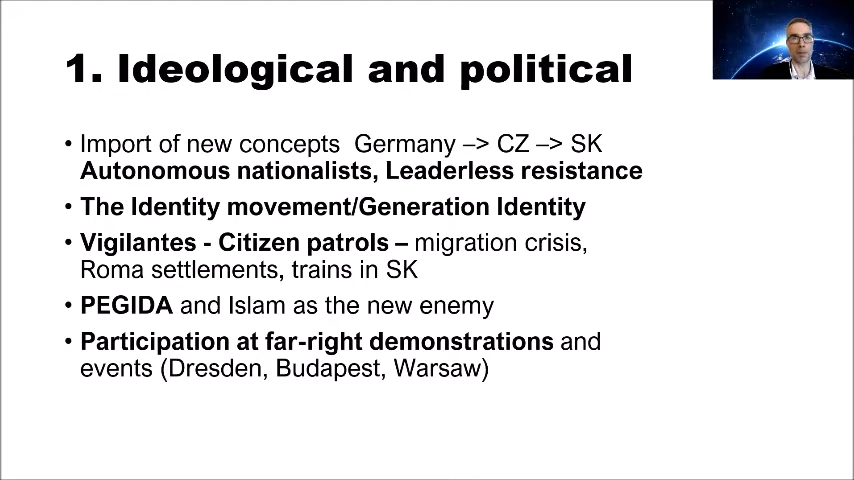 1. Ideological and political
• Import of new concepts  Germany –> CZ –> SK
Autonomous nationalists, Leaderless resistance
• The Identity movement/Generation Identity
• Vigilantes - Citizen patrols – migration crisis,
Roma settlements, trains in SK
• PEGIDA and Islam as the new enemy
• Participation at far-right demonstrations and
events (Dresden, Budapest, Warsaw)